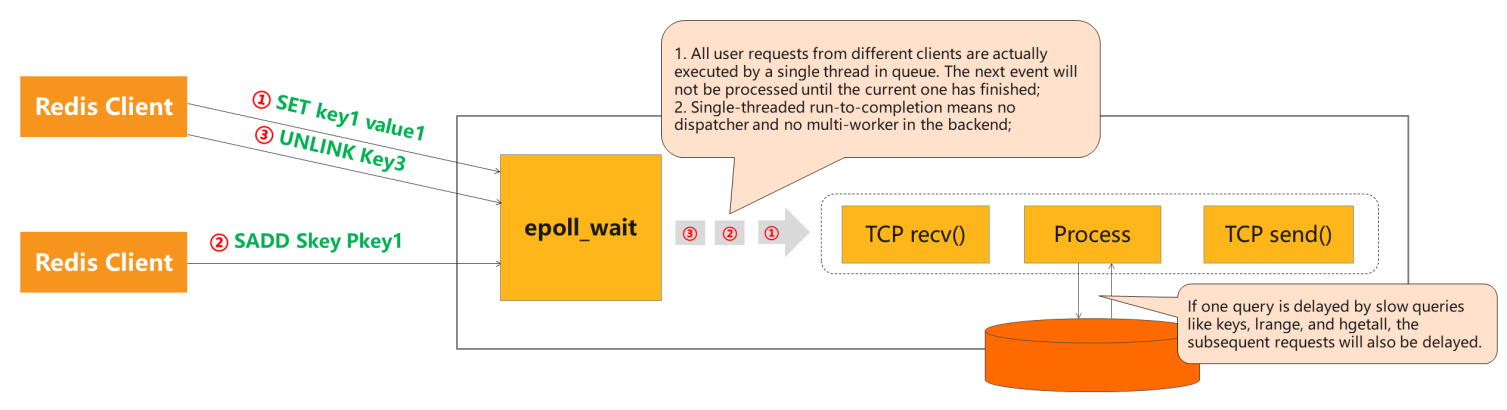 1. All user requests from different clients are actually
executed by a single thread in queue. The next event will
not be processed until the current one has finished;
2. Single-threaded run-to-completion means no
dispatcher and no multi-worker in the backend;
Redis Client
① SET key1 value1
③ UNLINK Key3
Redis Client
② SADD Skey Pkey1
epoll_wait
③ ② ①
TCP recv()
Process
TCP send()
If one query is delayed by slow queries
like keys, lrange, and hgetall, the
subsequent requests will also be delayed.